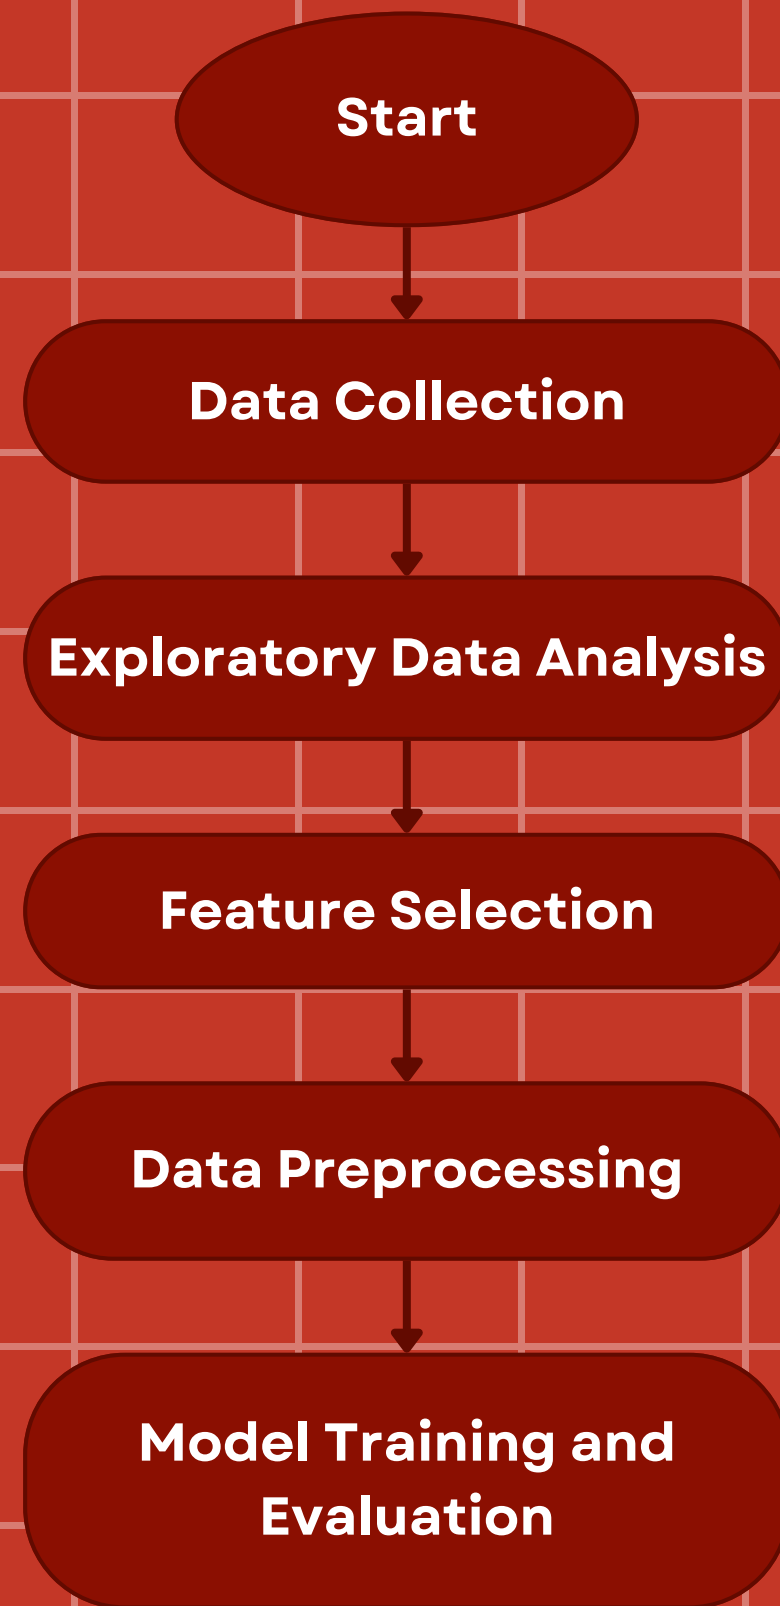 Start
Data Collection
Exploratory Data Analysis
Feature Selection
Data Preprocessing
Model Training and
Evaluation